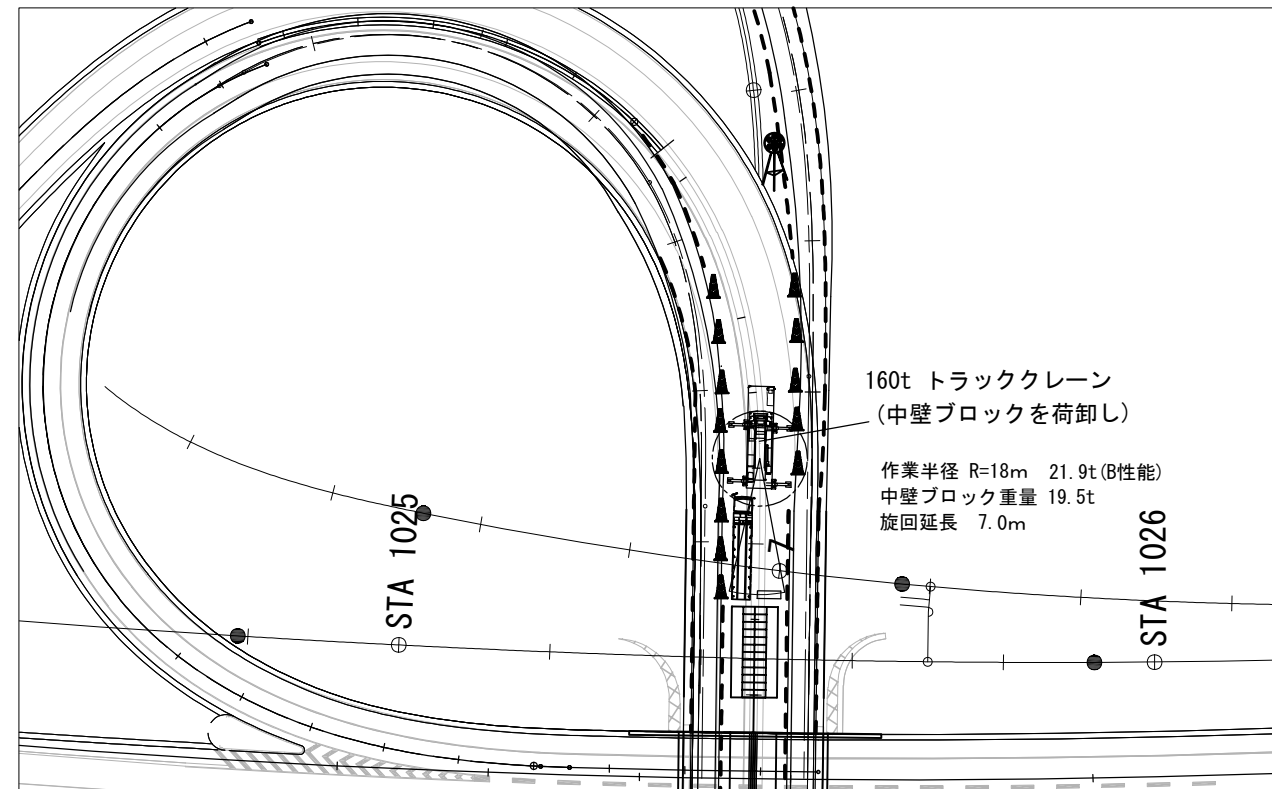 160t トラッククレーン
(中壁ブロックを荷卸し)
作業半径 R=18m 21.9t(B性能)
中壁ブロック重量 19.5t
旋回延長 7.0m
STA 1025
7
STA 1026